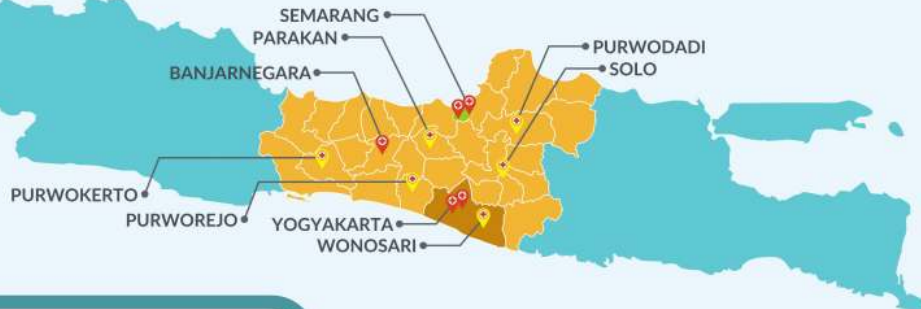 SEMARANG
PARAKAN
PURWODADI
SOLO
BANJARNEGARA
PURWOKERTO
PURWOREJO
YOGYAKARTA
WONOSARI